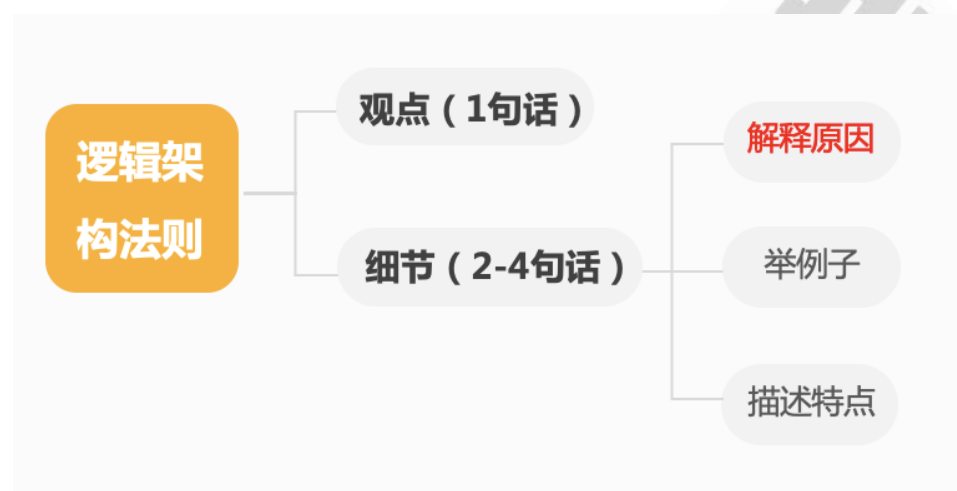 逻辑架
构法则
观点（1句话）
细节（2-4句话）
解释原因
举例子
描述特点